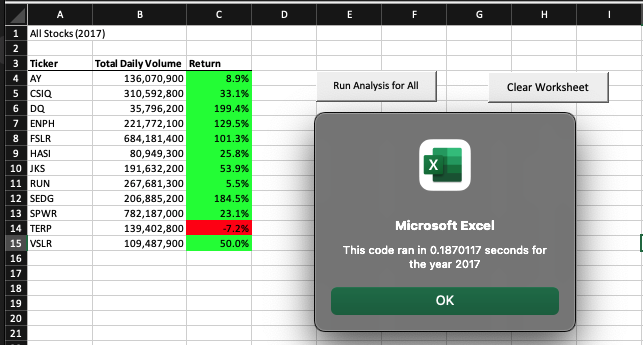 A B C D E F G H I
1 All Stocks (2017)
2
3 Ticker Total Daily Volume Return
4 AY 136,070,900 8.9%
5 CSIQ 310,592,800 33.1%
6 DQ 35,796,200 199.4%
7 ENPH 221,772,100 129.5%
8 FSLR 684,181,400 101.3%
9 HASI 80,949,300 25.8%
10 JKS 191,632,200 53.9%
11 RUN 267,681,300 5.5%
12 SEDG 206,885,200 184.5%
13 SPWR 782,187,000 23.1%
14 TERP 139,402,800 -7.2%
15 VSLR 109,487,900 50.0%
16
17
18
19
20
21
Run Analysis for All
Clear Worksheet
X
Microsoft Excel
This code ran in 0.1870117 seconds for
the year 2017
OK